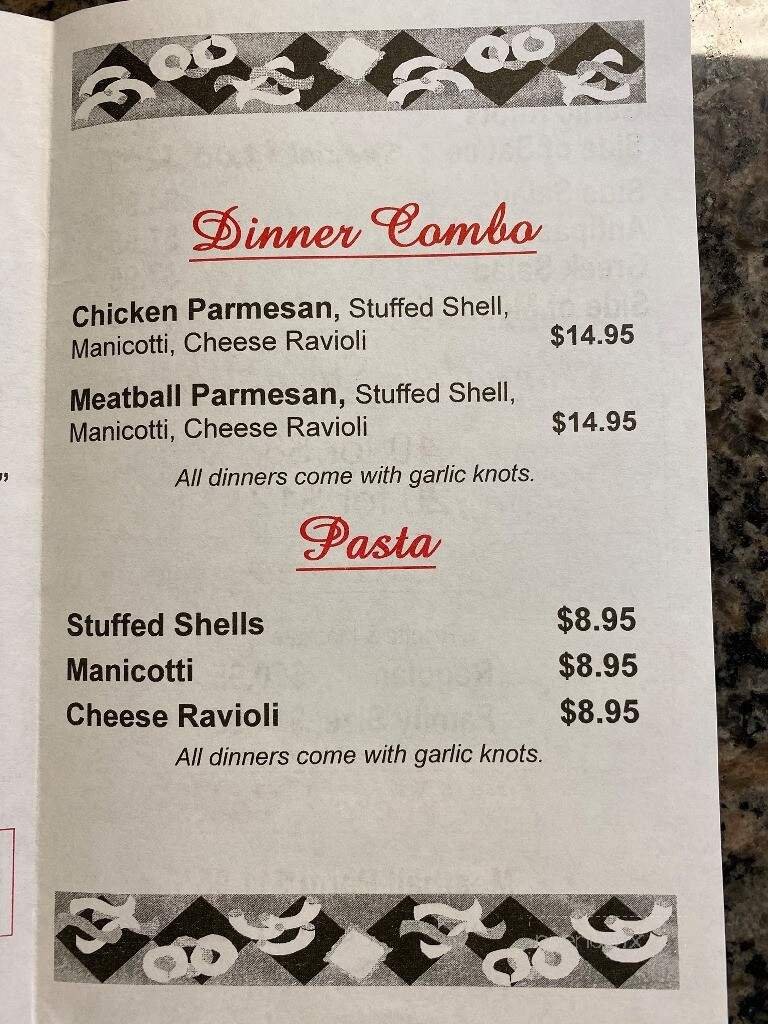 Dinner Combo
Chicken Parmesan, Stuffed Shell,
Manicotti, Cheese Ravioli $14.95
Meatball Parmesan, Stuffed Shell,
Manicotti, Cheese Ravioli $14.95
All dinners come with garlic knots.
Pasta
Stuffed Shells $8.95
Manicotti $8.95
Cheese Ravioli $8.95
All dinners come with garlic knots.